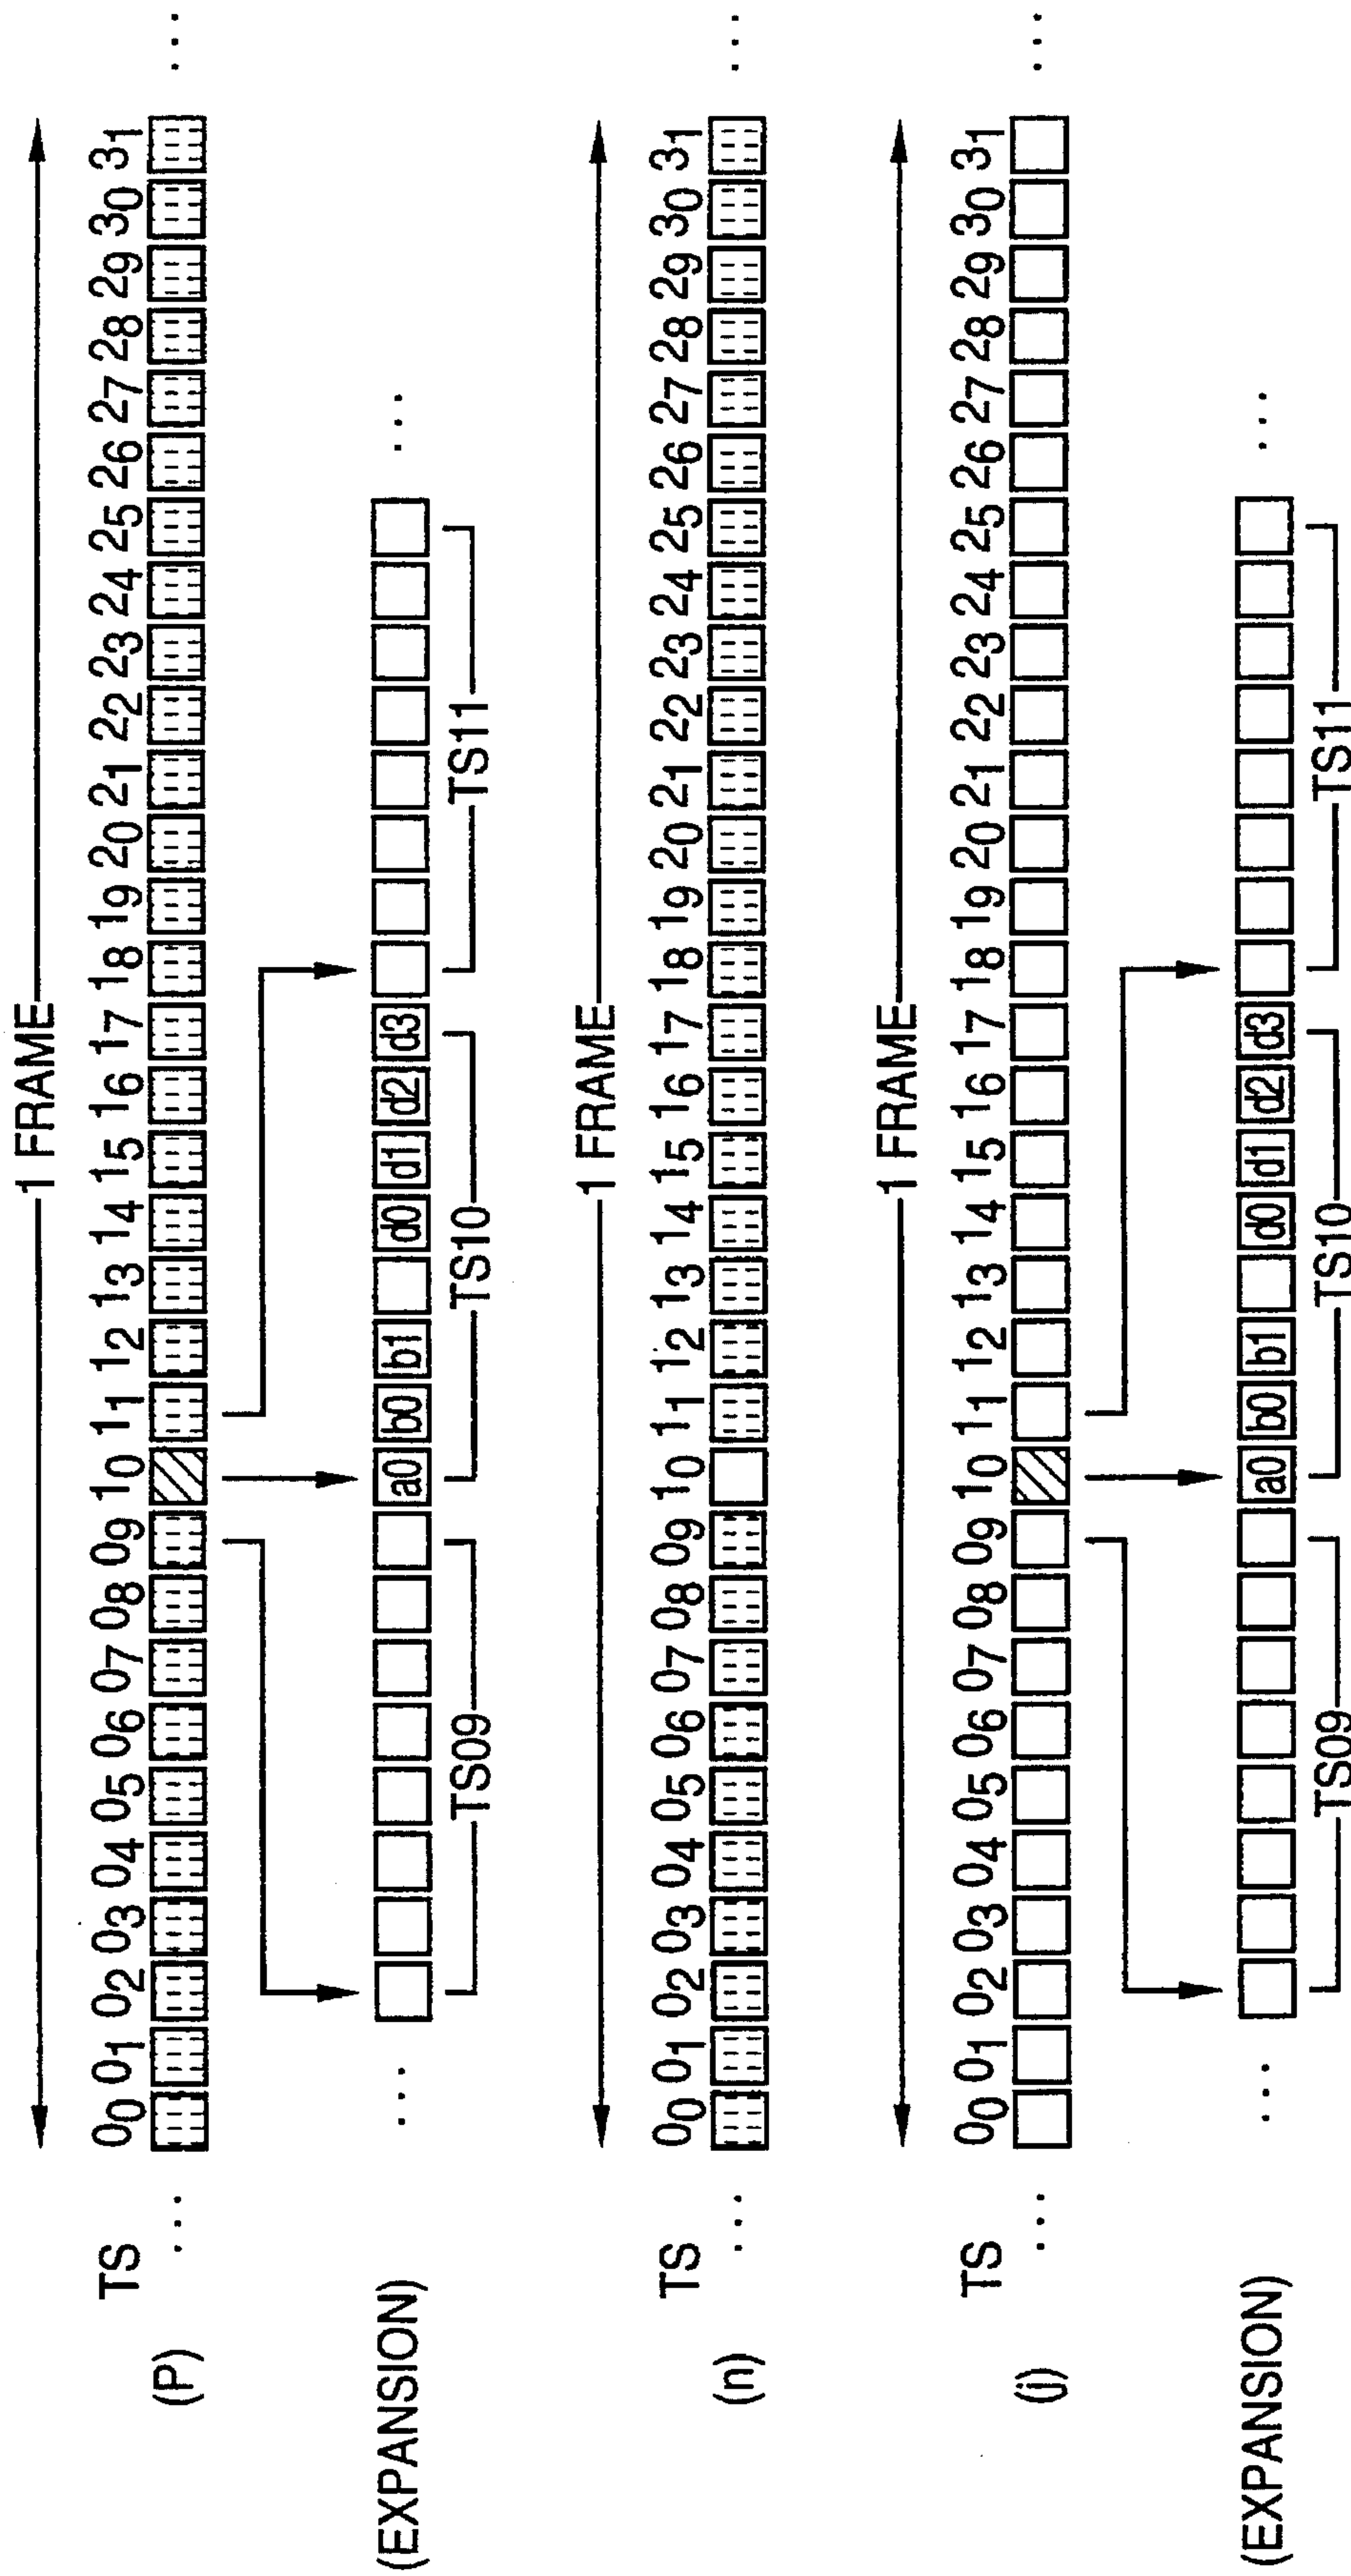 1 FRAME
TS 00 01 02 03 04 05 06 07 08 09 10 11 12 13 14 15 16 17 18 19 20 21 22 23 24 25 26 27 28 29 30 31
(P) ... ...
(EXPANSION) ... a0 b0 b1 d0 d1 d2 d3 ...
TS09 TS10 TS11
1 FRAME
TS 00 01 02 03 04 05 06 07 08 09 10 11 12 13 14 15 16 17 18 19 20 21 22 23 24 25 26 27 28 29 30 31
(n) ... ...
1 FRAME
TS 00 01 02 03 04 05 06 07 08 09 10 11 12 13 14 15 16 17 18 19 20 21 22 23 24 25 26 27 28 29 30 31
(j) ... ...
(EXPANSION) ... a0 b0 b1 d0 d1 d2 d3 ...
TS09 TS10 TS11